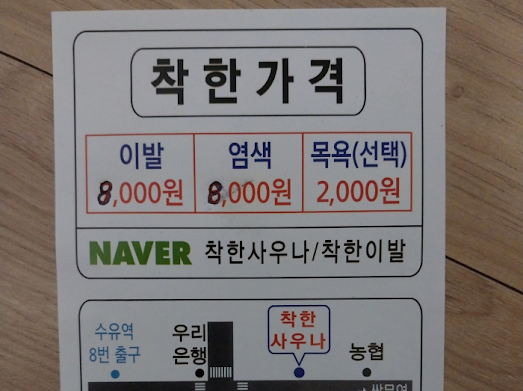 착한가격
이발 염색 목욕(선택)
8,000원 8,000원 2,000원
NAVER 착한사우나/착한이발
수유역
8번 출구
우리
은행
착한
사우나
농협